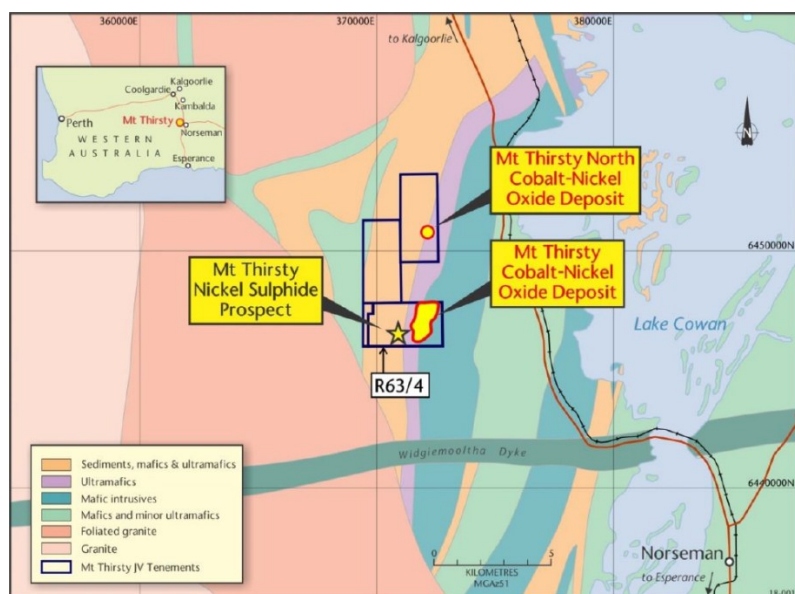 360000E
370000E
380000E
to Kalgoorlie
Kalgoorlie
Coolgardie
Kambalda
Mt Thirsty
Perth
Norseman
WESTERN
AUSTRALIA
Esperance
N
Mt Thirsty North
Cobalt-Nickel
Oxide Deposit
6450000N
Mt Thirsty
Nickel Sulphide
Prospect
Mt Thirsty
Cobalt-Nickel
Oxide Deposit
Lake Cowan
R63/4
Widgiemooltha Dyke
Sediments, mafics & ultramafics
Ultramafics
Mafic intrusives
Mafics and minor ultramafics
Foliated granite
Granite
Mt Thirsty JV Tenements
6440000N
0
5
KILOMETRES
MGAz51
Norseman
to Esperance